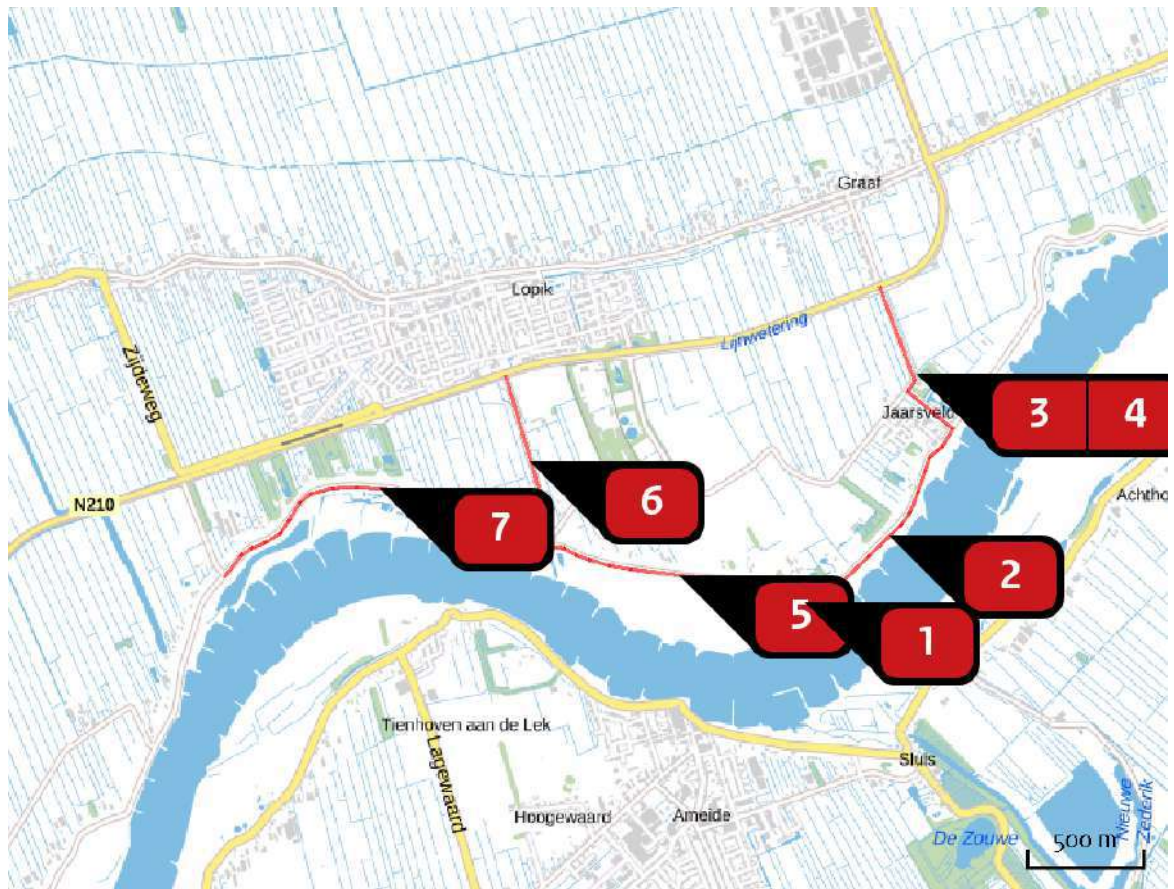 Graaf
Lopik
Lijnwetering
Zijdeweg
Jaarsveld
3 4
N210
6
7
2
5
1
Tienhoven aan de Lek
Lagewaard
Sluis
Hoogewaard
Ameide
De Zouwe
Nieuwe
Zederik
500 m